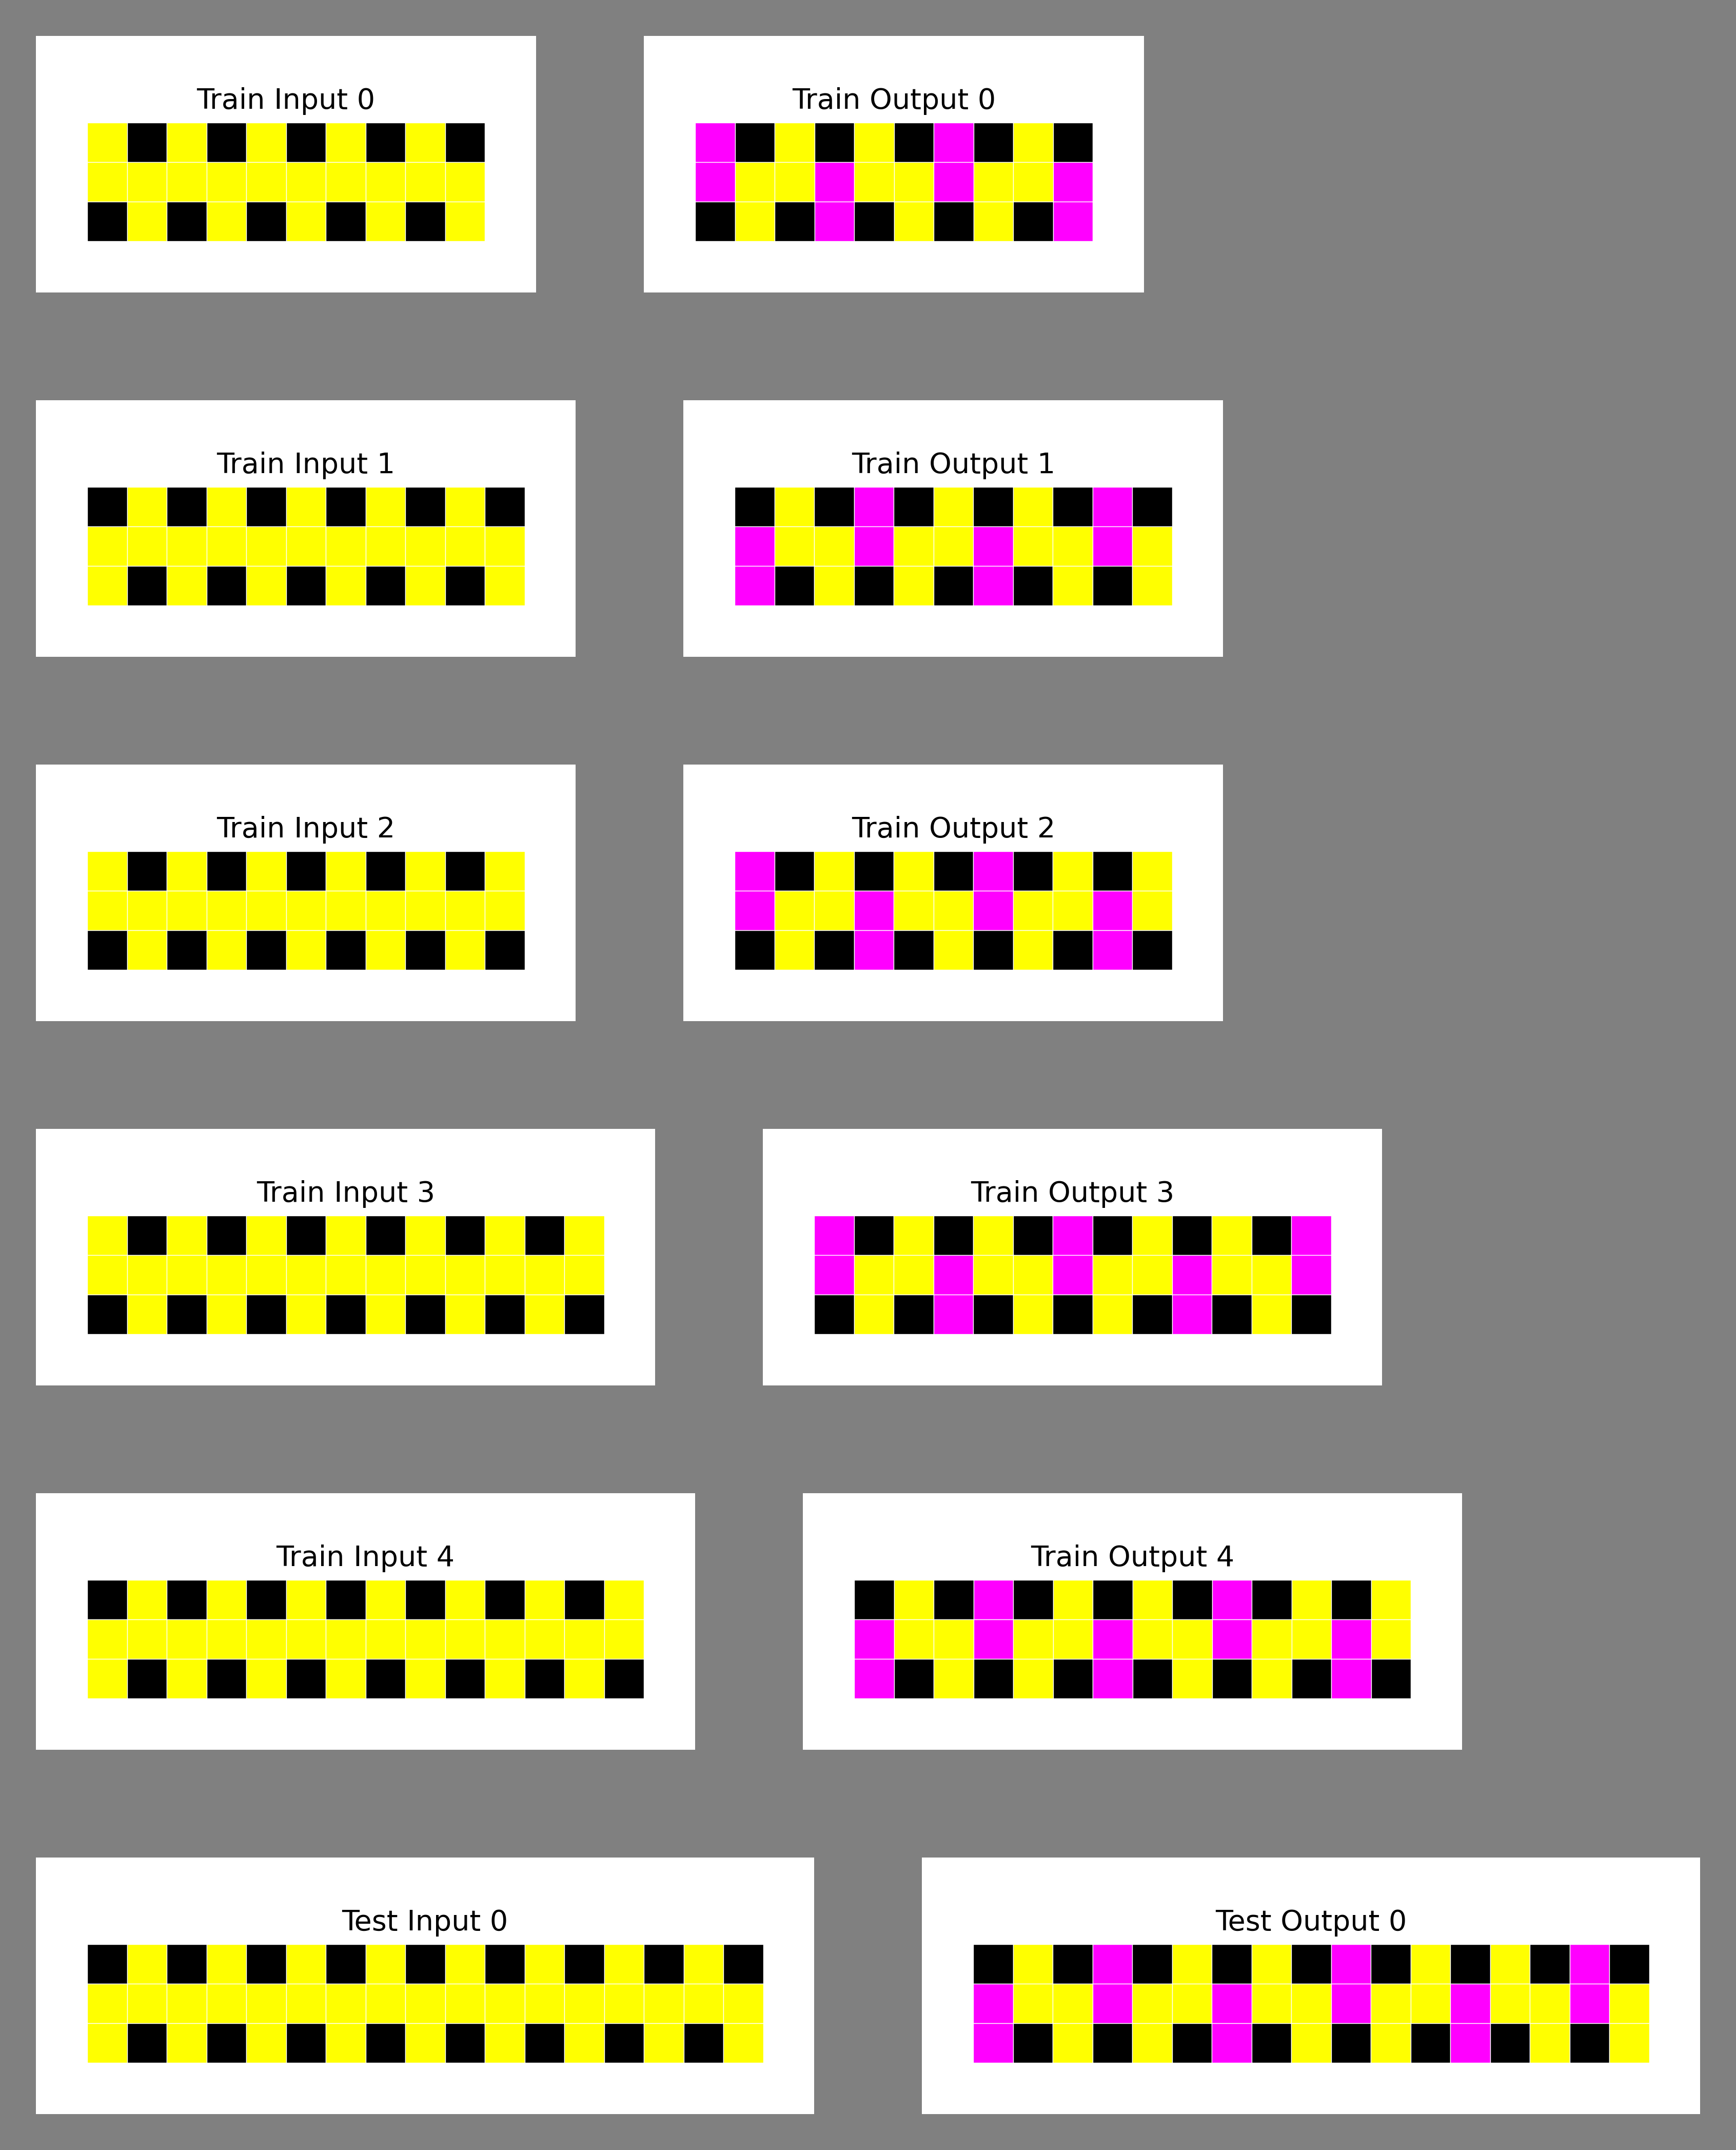 Train Input 0
Train Output 0
Train Input 1
Train Output 1
Train Input 2
Train Output 2
Train Input 3
Train Output 3
Train Input 4
Train Output 4
Test Input 0
Test Output 0